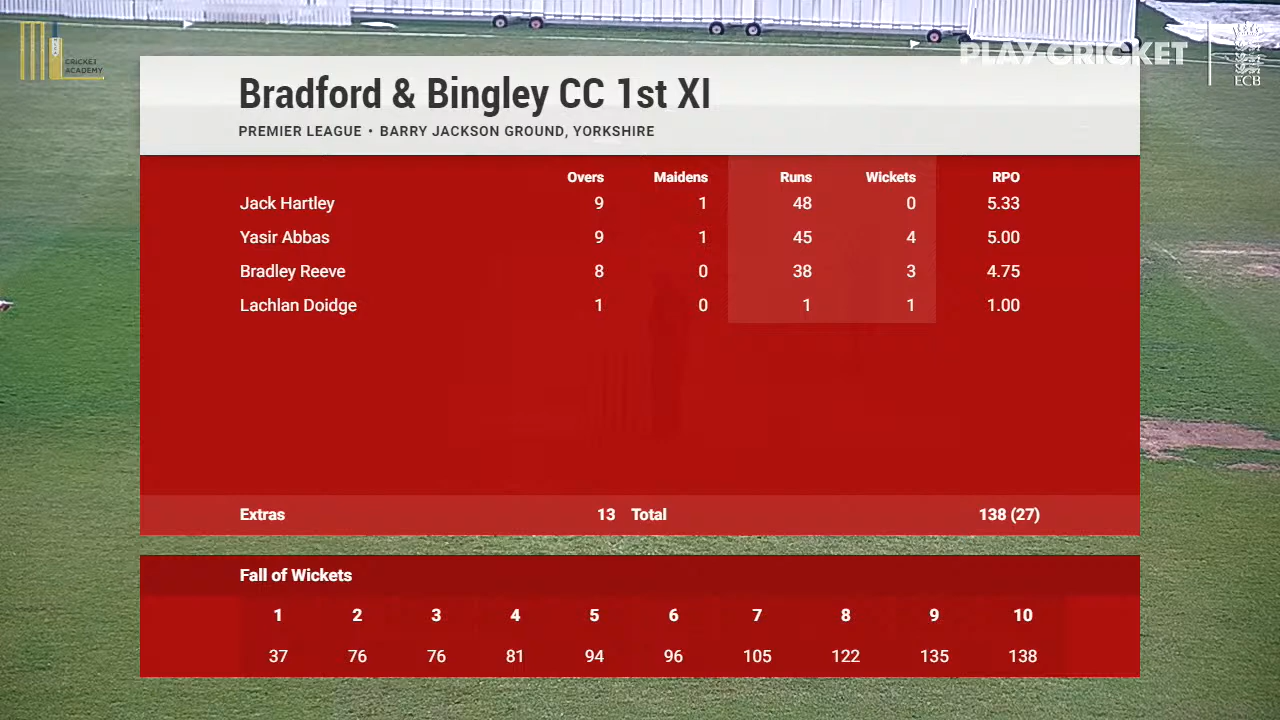 CRICKET
ACADEMY
PLAY-CRICKET
ECB
Bradford & Bingley CC 1st XI
PREMIER LEAGUE • BARRY JACKSON GROUND, YORKSHIRE
Overs Maidens Runs Wickets RPO
Jack Hartley 9 1 48 0 5.33
Yasir Abbas 9 1 45 4 5.00
Bradley Reeve 8 0 38 3 4.75
Lachlan Doidge 1 0 1 1 1.00
Extras 13 Total 138 (27)
Fall of Wickets
1 2 3 4 5 6 7 8 9 10
37 76 76 81 94 96 105 122 135 138